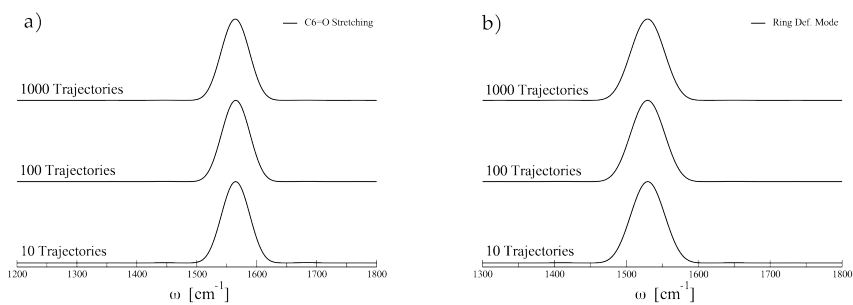 a)
C6=O Stretching
1000 Trajectories
100 Trajectories
10 Trajectories
1200 1300 1400 1500 1600 1700 1800
ω [cm-1]
b)
Ring Def. Mode
1000 Trajectories
100 Trajectories
10 Trajectories
1300 1400 1500 1600 1700 1800
ω [cm-1]